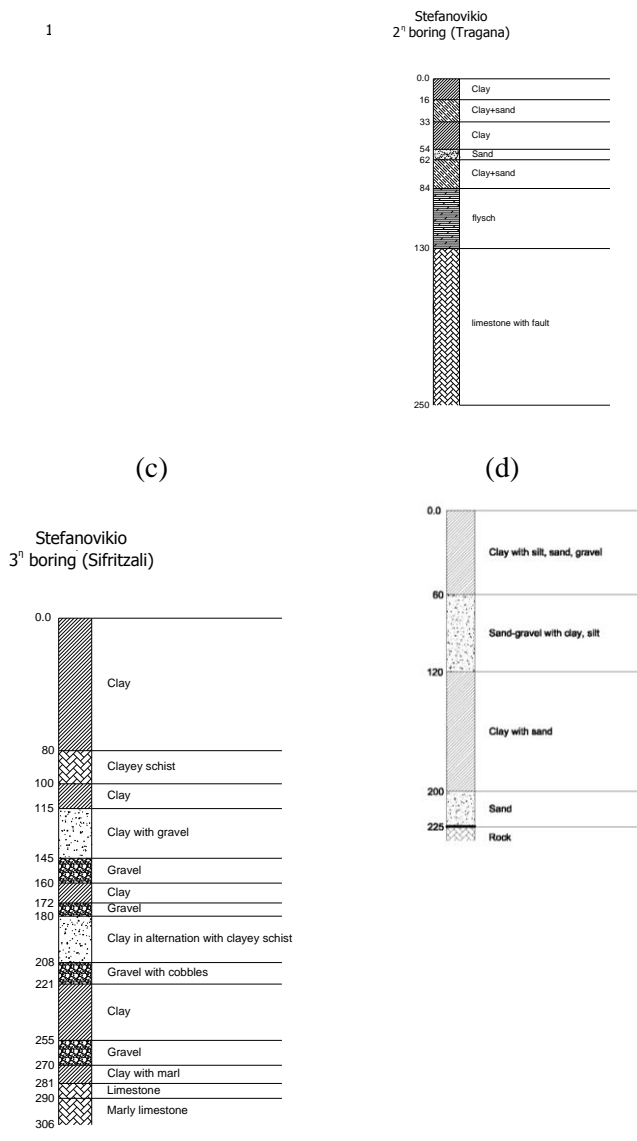 1
Stefanovikio
2η boring (Tragana)
0.0
Clay
16
Clay+sand
33
Clay
54
Sand
62
Clay+sand
84
flysch
130
limestone with fault
250
(c)
(d)
Stefanovikio
3η boring (Sifritzali)
0.0
Clay
80
Clayey schist
100
Clay
115
Clay with gravel
145
Gravel
160
Clay
172
Gravel
180
Clay in alternation with clayey schist
208
Gravel with cobbles
221
Clay
255
Gravel
270
Clay with marl
281
Limestone
290
Marly limestone
306
0.0
Clay with silt, sand, gravel
60
Sand-gravel with clay, silt
120
Clay with sand
200
Sand
225
Rock